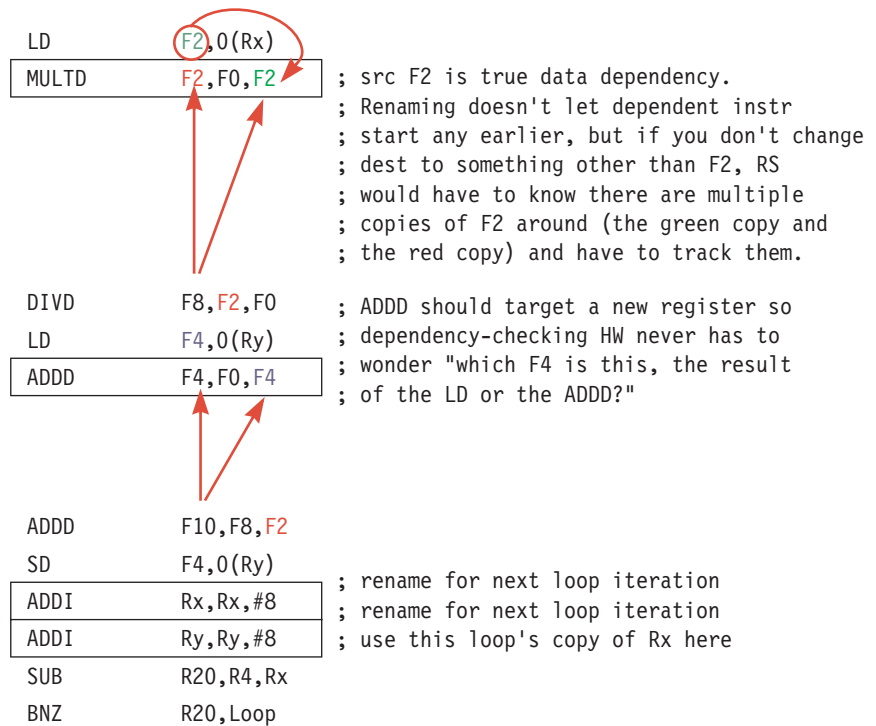 LD F2,0(Rx)
MULTD F2,F0,F2 ; src F2 is true data dependency.
; Renaming doesn't let dependent instr
; start any earlier, but if you don't change
; dest to something other than F2, RS
; would have to know there are multiple
; copies of F2 around (the green copy and
; the red copy) and have to track them.
DIVD F8,F2,F0 ; ADDD should target a new register so
LD F4,0(Ry) ; dependency-checking HW never has to
ADDD F4,F0,F4 ; wonder "which F4 is this, the result
; of the LD or the ADDD?"
ADDD F10,F8,F2
SD F4,0(Ry)
; rename for next loop iteration
ADDI Rx,Rx,#8 ; rename for next loop iteration
ADDI Ry,Ry,#8 ; use this loop's copy of Rx here
SUB R20,R4,Rx
BNZ R20,Loop